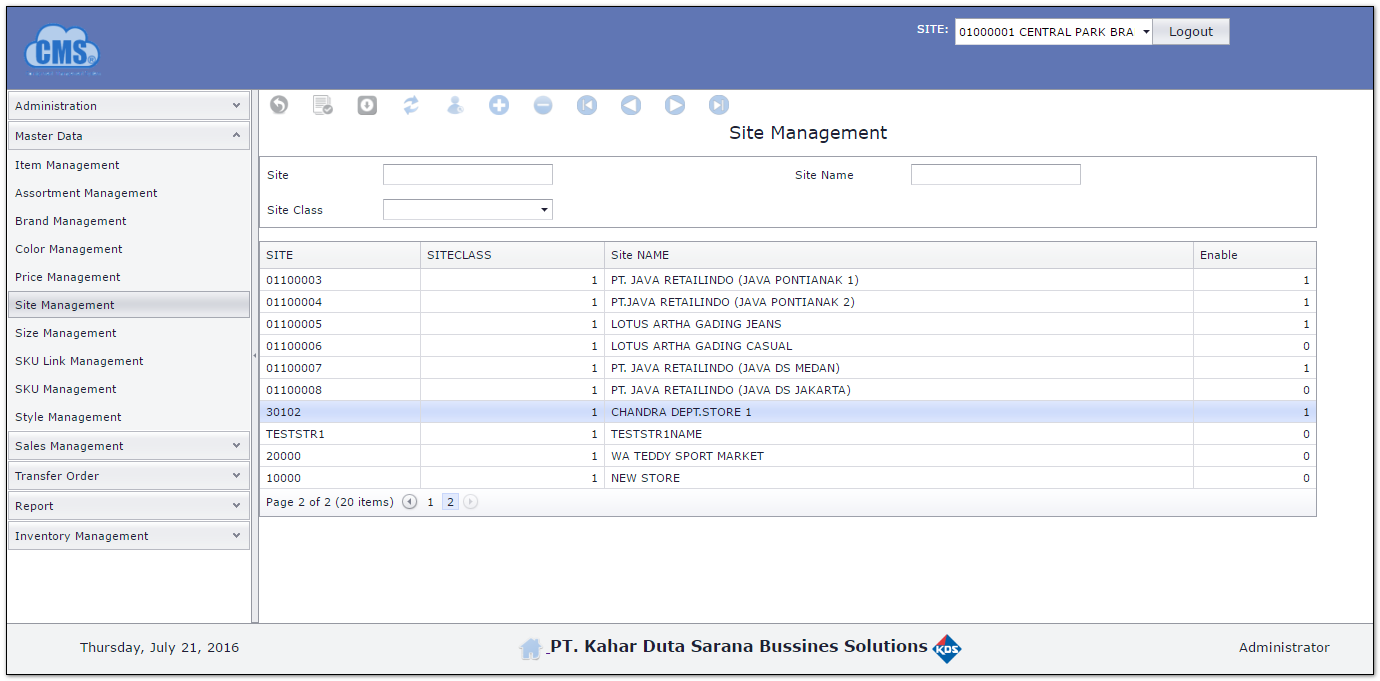 CMS®
SITE: 01000001 CENTRAL PARK BRA Logout
Administration
Master Data
Item Management
Assortment Management
Brand Management
Color Management
Price Management
Site Management
Size Management
SKU Link Management
SKU Management
Style Management
Sales Management
Transfer Order
Report
Inventory Management
Site Management
Site Site Name
Site Class
SITE SITECLASS Site NAME Enable
01100003 1 PT. JAVA RETAILINDO (JAVA PONTIANAK 1) 1
01100004 1 PT.JAVA RETAILINDO (JAVA PONTIANAK 2) 1
01100005 1 LOTUS ARTHA GADING JEANS 1
01100006 1 LOTUS ARTHA GADING CASUAL 0
01100007 1 PT. JAVA RETAILINDO (JAVA DS MEDAN) 1
01100008 1 PT. JAVA RETAILINDO (JAVA DS JAKARTA) 0
30102 1 CHANDRA DEPT.STORE 1 1
TESTSTR1 1 TESTSTR1NAME 0
20000 1 WA TEDDY SPORT MARKET 0
10000 1 NEW STORE 0
Page 2 of 2 (20 items) 1 2
Thursday, July 21, 2016 PT. Kahar Duta Sarana Bussines Solutions KDS Administrator